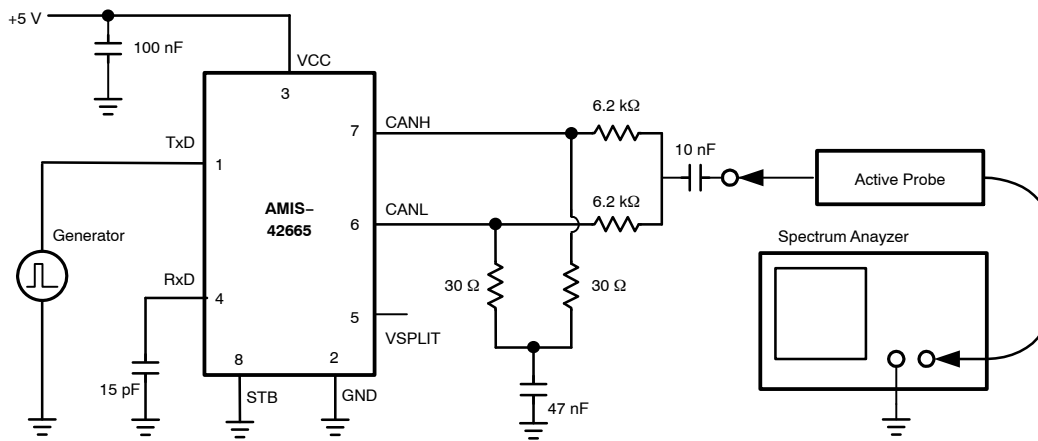 +5 V
100 nF
VCC
3
6.2 kΩ
7
CANH
TxD
1
10 nF
Active Probe
6.2 kΩ
AMIS–
42665
6
CANL
Generator
Spectrum Anayzer
RxD
4
30 Ω
30 Ω
5
VSPLIT
8
2
15 pF
STB
GND
47 nF